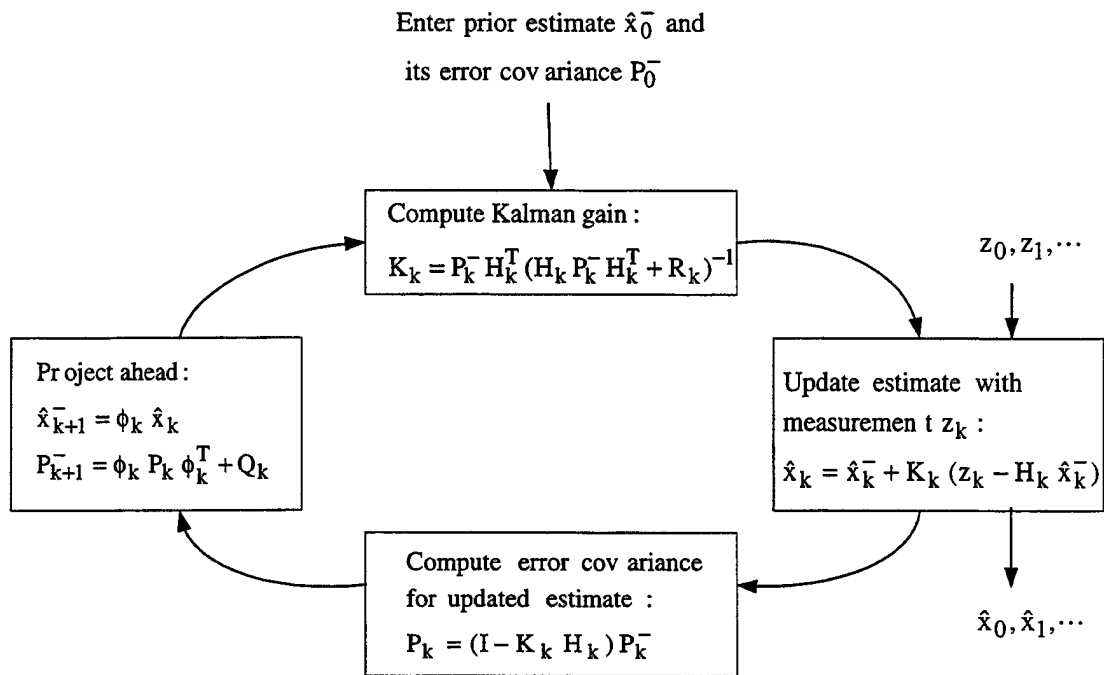 Enter prior estimate x̂₀⁻ and
its error cov ariance P₀⁻
Compute Kalman gain :
Kₖ = Pₖ⁻ Hₖᵀ (Hₖ Pₖ⁻ Hₖᵀ + Rₖ)⁻¹
z₀, z₁, ⋯
Update estimate with
measuremen t zₖ :
x̂ₖ = x̂ₖ⁻ + Kₖ (zₖ − Hₖ x̂ₖ⁻)
x̂₀, x̂₁, ⋯
Compute error cov ariance
for updated estimate :
Pₖ = (I − Kₖ Hₖ) Pₖ⁻
Pr oject ahead :
x̂ₖ₊₁⁻ = ϕₖ x̂ₖ
Pₖ₊₁⁻ = ϕₖ Pₖ ϕₖᵀ + Qₖ